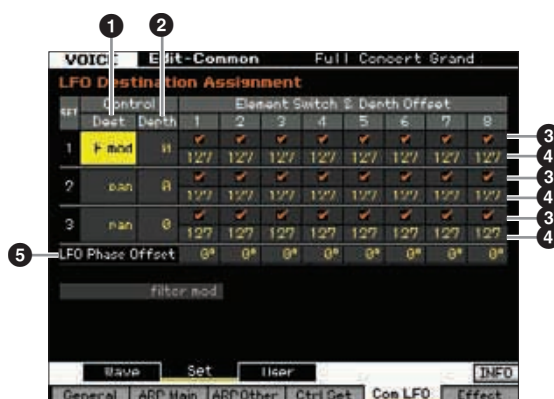 1 2
VOICE Edit-Common Full Concert Grand
LFO Destination Assignment
SET Control Element Switch & Depth Offset
Dest Depth 1 2 3 4 5 6 7 8
3
1 F mod 0 127 127 127 127 127 127 127 127 4
3
2 pan 0 127 127 127 127 127 127 127 127 4
3
3 pan 0 127 127 127 127 127 127 127 127 4
5 LFO Phase Offset 0° 0° 0° 0° 0° 0° 0° 0°
filter mod
Wave Set User INFO
General ARP Main ARP Other Ctrl Set Com LFO Effect